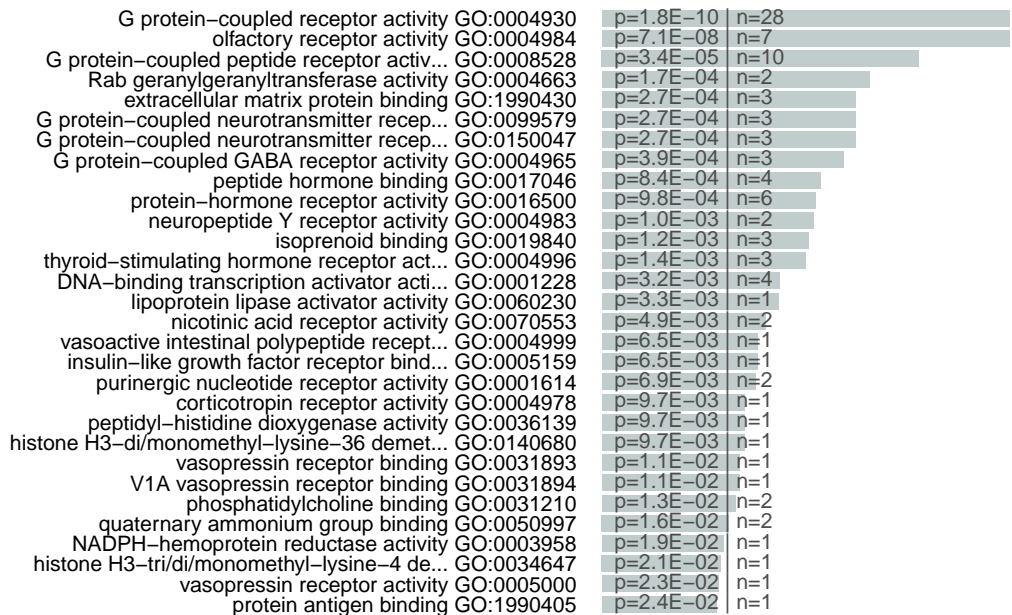 G protein−coupled receptor activity GO:0004930 p=1.8E−10 n=28
olfactory receptor activity GO:0004984 p=7.1E−08 n=7
G protein−coupled peptide receptor activ... GO:0008528 p=3.4E−05 n=10
Rab geranylgeranyltransferase activity GO:0004663 p=1.7E−04 n=2
extracellular matrix protein binding GO:1990430 p=2.7E−04 n=3
G protein−coupled neurotransmitter recep... GO:0099579 p=2.7E−04 n=3
G protein−coupled neurotransmitter recep... GO:0150047 p=2.7E−04 n=3
G protein−coupled GABA receptor activity GO:0004965 p=3.9E−04 n=3
peptide hormone binding GO:0017046 p=8.4E−04 n=4
protein−hormone receptor activity GO:0016500 p=9.8E−04 n=6
neuropeptide Y receptor activity GO:0004983 p=1.0E−03 n=2
isoprenoid binding GO:0019840 p=1.2E−03 n=3
thyroid−stimulating hormone receptor act... GO:0004996 p=1.4E−03 n=3
DNA−binding transcription activator acti... GO:0001228 p=3.2E−03 n=4
lipoprotein lipase activator activity GO:0060230 p=3.3E−03 n=1
nicotinic acid receptor activity GO:0070553 p=4.9E−03 n=2
vasoactive intestinal polypeptide recept... GO:0004999 p=6.5E−03 n=1
insulin−like growth factor receptor bind... GO:0005159 p=6.5E−03 n=1
purinergic nucleotide receptor activity GO:0001614 p=6.9E−03 n=2
corticotropin receptor activity GO:0004978 p=9.7E−03 n=1
peptidyl−histidine dioxygenase activity GO:0036139 p=9.7E−03 n=1
histone H3−di/monomethyl−lysine−36 demet... GO:0140680 p=9.7E−03 n=1
vasopressin receptor binding GO:0031893 p=1.1E−02 n=1
V1A vasopressin receptor binding GO:0031894 p=1.1E−02 n=1
phosphatidylcholine binding GO:0031210 p=1.3E−02 n=2
quaternary ammonium group binding GO:0050997 p=1.6E−02 n=2
NADPH−hemoprotein reductase activity GO:0003958 p=1.9E−02 n=1
histone H3−tri/di/monomethyl−lysine−4 de... GO:0034647 p=2.1E−02 n=1
vasopressin receptor activity GO:0005000 p=2.3E−02 n=1
protein antigen binding GO:1990405 p=2.4E−02 n=1